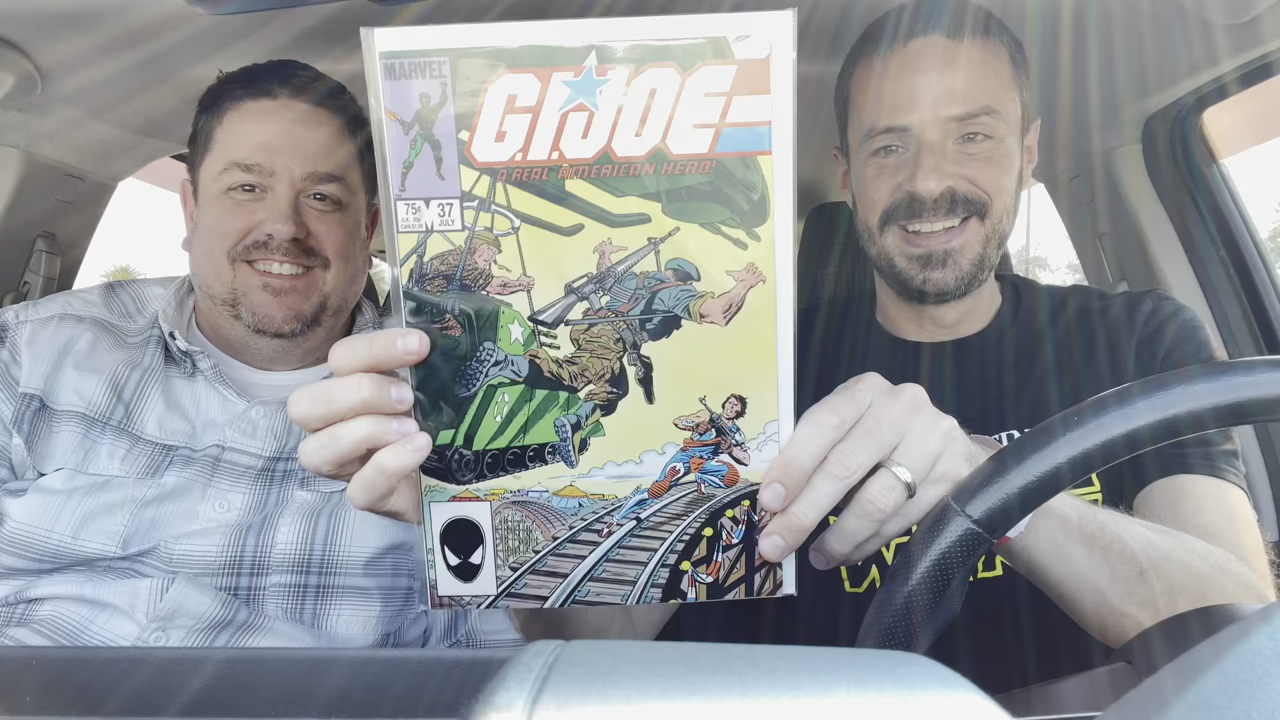 MARVEL
G.I. JOE
A REAL AMERICAN HERO!
75¢ 37
JULY